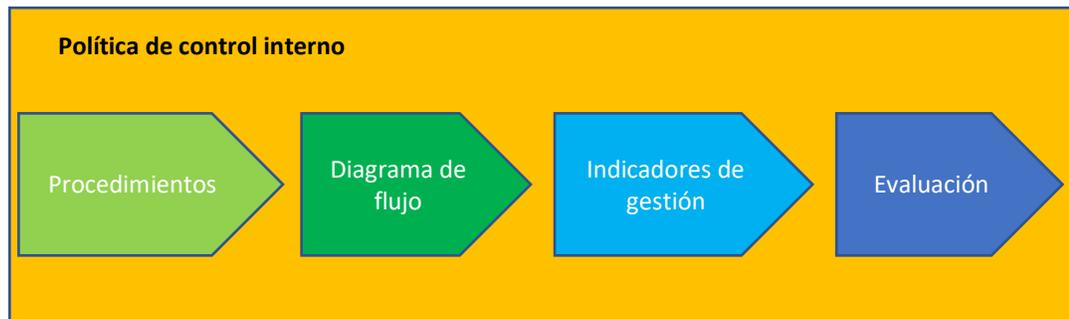 Política de control interno
Procedimientos
Diagrama de
flujo
Indicadores de
gestión
Evaluación